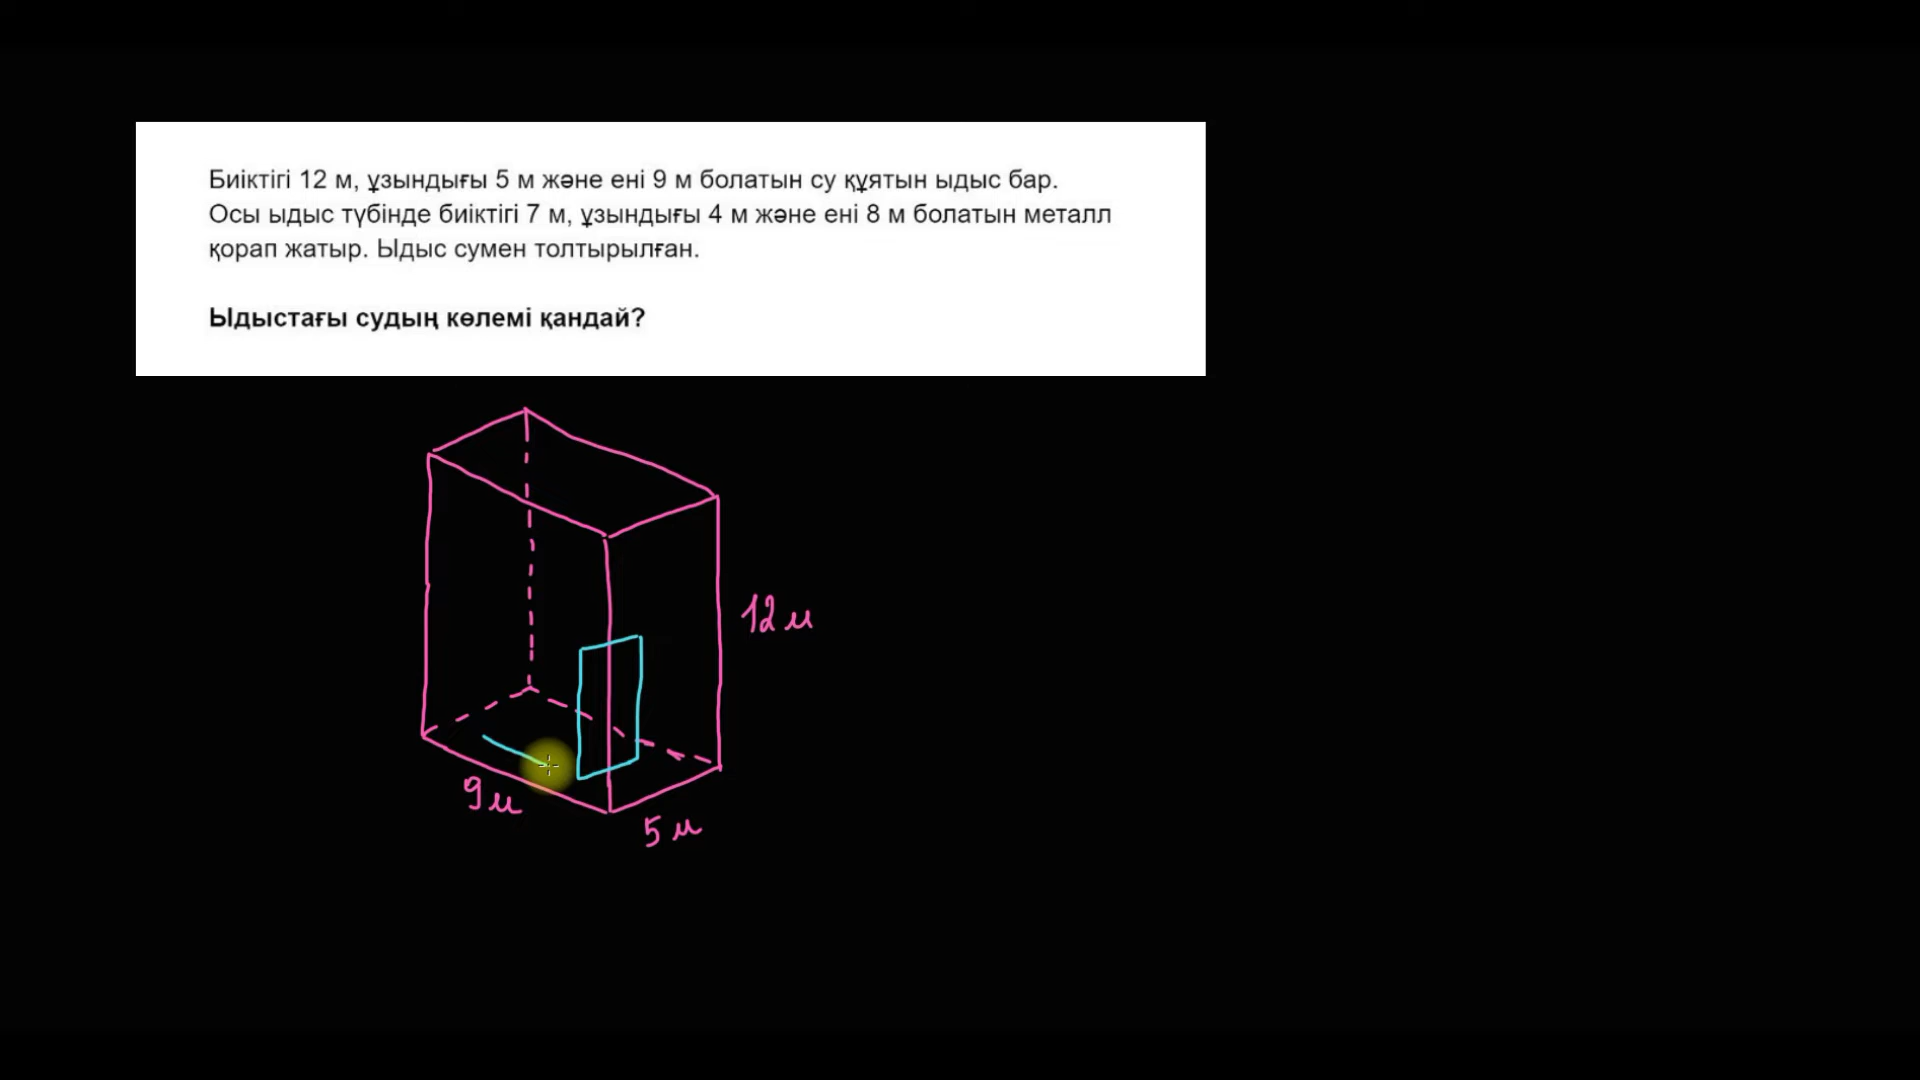 Биіктігі 12 м, ұзындығы 5 м және ені 9 м болатын су құятын ыдыс бар.
Осы ыдыс түбінде биіктігі 7 м, ұзындығы 4 м және ені 8 м болатын металл
қорап жатыр. Ыдыс сумен толтырылған.
Ыдыстағы судың көлемі қандай?
12 м
9 м
5 м